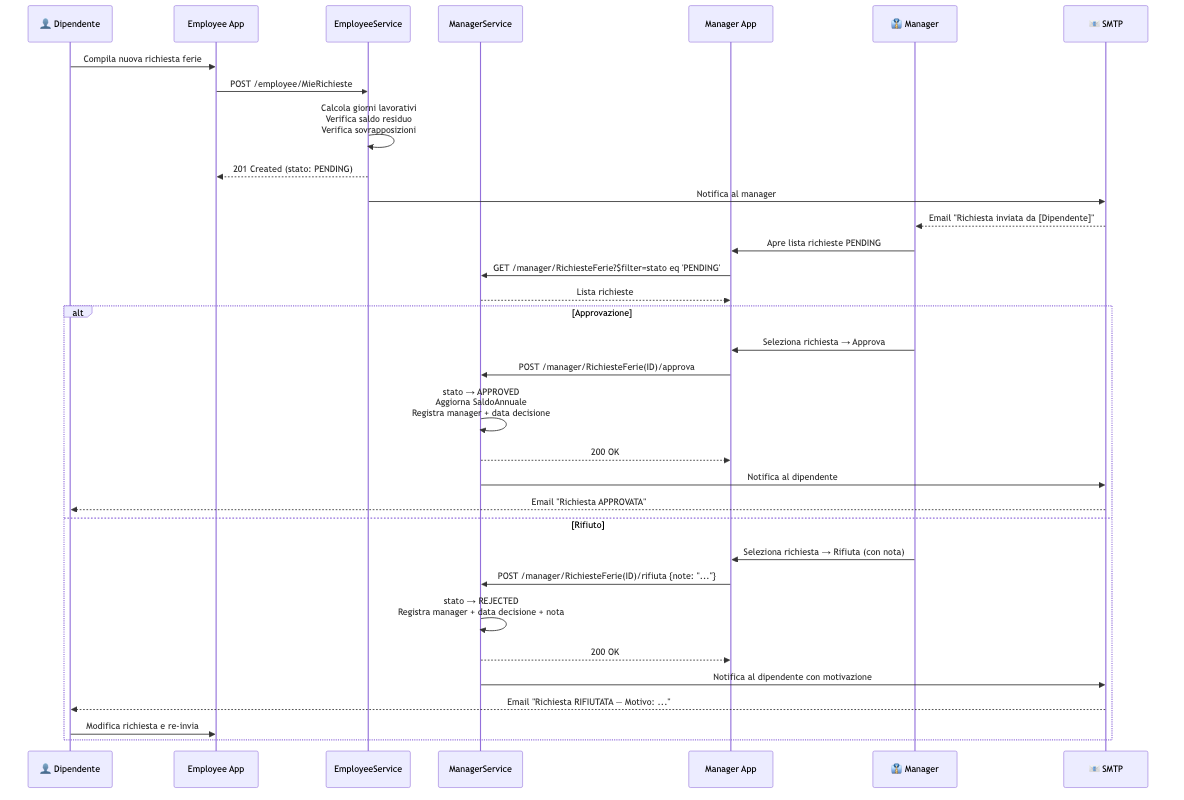 👤 Dipendente
Employee App
EmployeeService
ManagerService
Manager App
👔 Manager
📧 SMTP
Compila nuova richiesta ferie
POST /employee/MieRichieste
Calcola giorni lavorativi
Verifica saldo residuo
Verifica sovrapposizioni
201 Created (stato: PENDING)
Notifica al manager
Email "Richiesta inviata da [Dipendente]"
Apre lista richieste PENDING
GET /manager/RichiesteFerie?$filter=stato eq 'PENDING'
Lista richieste
alt
[Approvazione]
Seleziona richiesta → Approva
POST /manager/RichiesteFerie(ID)/approva
stato → APPROVED
Aggiorna SaldoAnnuale
Registra manager + data decisione
200 OK
Notifica al dipendente
Email "Richiesta APPROVATA"
[Rifiuto]
Seleziona richiesta → Rifiuta (con nota)
POST /manager/RichiesteFerie(ID)/rifiuta {note: "..."}
stato → REJECTED
Registra manager + data decisione + nota
200 OK
Notifica al dipendente con motivazione
Email "Richiesta RIFIUTATA — Motivo: ..."
Modifica richiesta e re-invia
👤 Dipendente
Employee App
EmployeeService
ManagerService
Manager App
👔 Manager
📧 SMTP